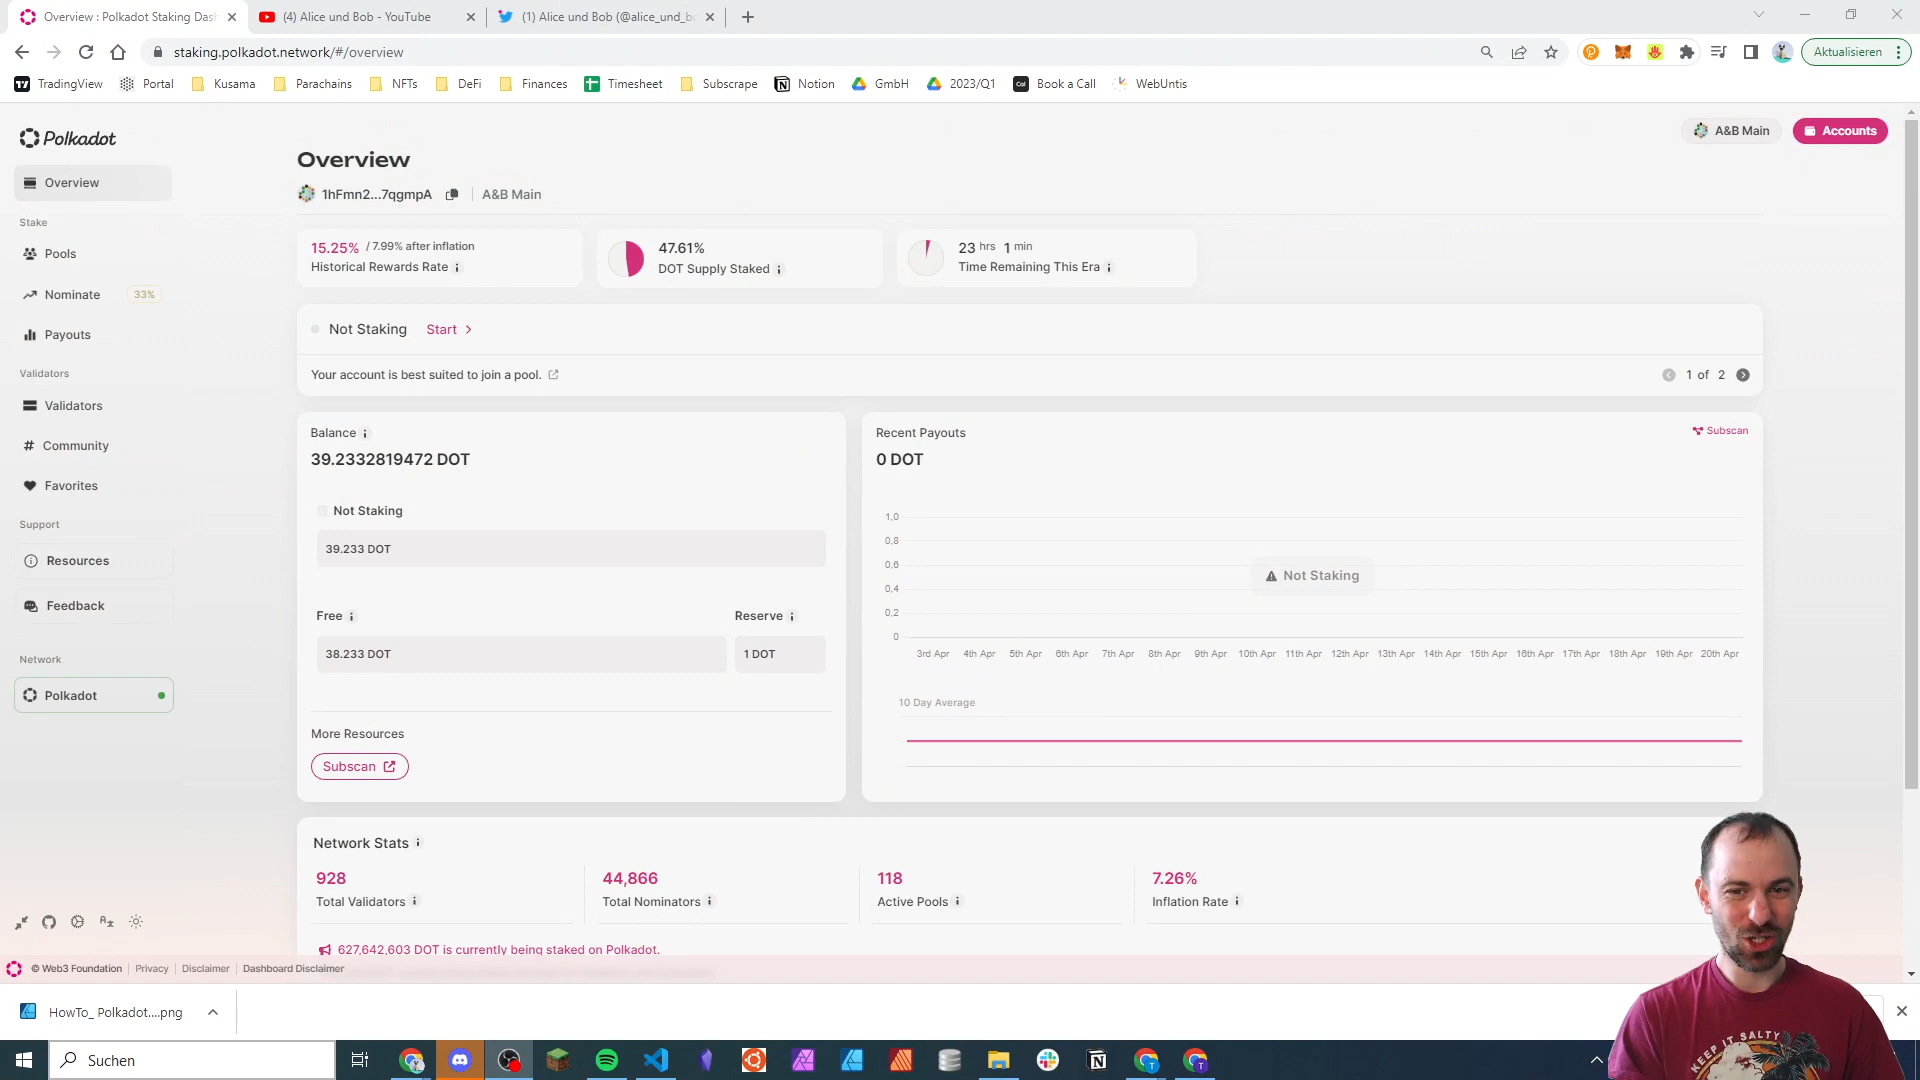 Overview : Polkadot Staking Dash
(4) Alice und Bob - YouTube
(1) Alice und Bob (@alice_und_bo
staking.polkadot.network/#/overview
Aktualisieren
TradingView
Portal
Kusama
Parachains
NFTs
DeFi
Finances
Timesheet
Subscrape
Notion
GmbH
2023/Q1
Book a Call
WebUntis
Polkadot
A&B Main
Accounts
Overview
Overview
1hFmn2...7qgmpA
A&B Main
Stake
Pools
Nominate
33%
Payouts
Validators
Validators
Community
Favorites
Support
Resources
Feedback
Network
Polkadot
15.25% / 7.99% after inflation
Historical Rewards Rate
47.61%
DOT Supply Staked
23 hrs 1 min
Time Remaining This Era
Not Staking
Start
Your account is best suited to join a pool.
1 of 2
Balance
39.2332819472 DOT
Not Staking
39.233 DOT
Free
Reserve
38.233 DOT
1 DOT
More Resources
Subscan
Recent Payouts
Subscan
0 DOT
1,0
0,8
0,6
0,4
0,2
0
Not Staking
3rd Apr 4th Apr 5th Apr 6th Apr 7th Apr 8th Apr 9th Apr 10th Apr 11th Apr 12th Apr 13th Apr 14th Apr 15th Apr 16th Apr 17th Apr 18th Apr 19th Apr 20th Apr
10 Day Average
Network Stats
928
Total Validators
44,866
Total Nominators
118
Active Pools
7.26%
Inflation Rate
627,642,603 DOT is currently being staked on Polkadot.
© Web3 Foundation
Privacy
Disclaimer
Dashboard Disclaimer
HowTo_ Polkadot....png
Suchen
KEEP IT SALTY